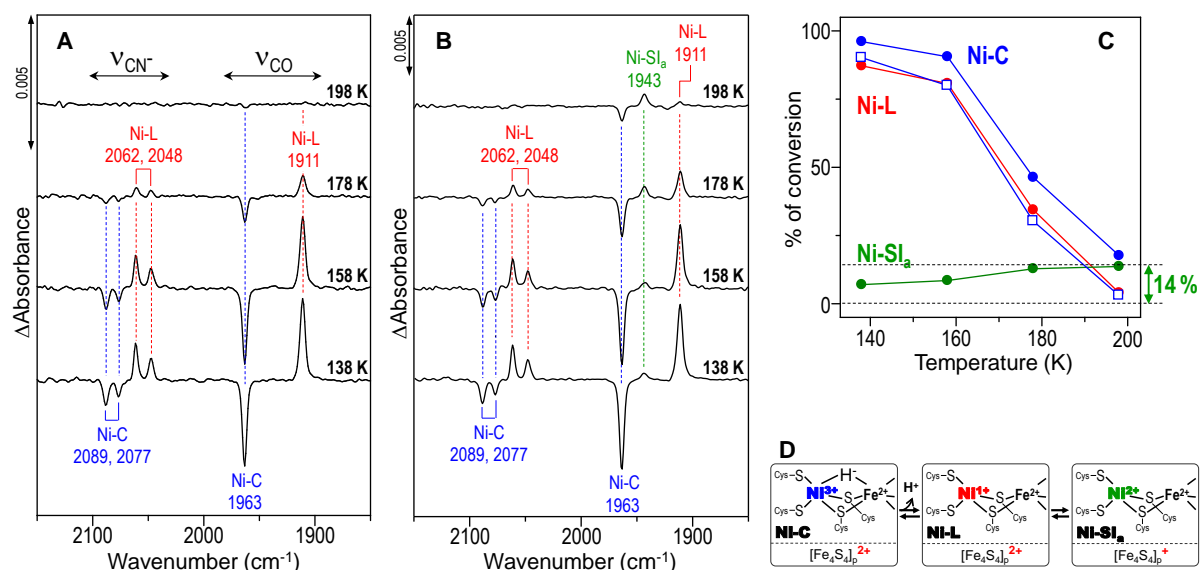 A
0.005
ν_CN⁻
ν_CO
198 K
Ni-L
2062, 2048
Ni-L
1911
178 K
158 K
138 K
Ni-C
2089, 2077
Ni-C
1963
ΔAbsorbance
2100
2000
1900
Wavenumber (cm⁻¹)
B
0.005
Ni-L
1911
Ni-SIₐ
1943
198 K
Ni-L
2062, 2048
178 K
158 K
138 K
Ni-C
2089, 2077
Ni-C
1963
ΔAbsorbance
2100
2000
1900
Wavenumber (cm⁻¹)
C
100
50
0
% of conversion
Ni-C
Ni-L
Ni-SIₐ
14 %
140
160
180
200
Temperature (K)
D
Cys S H⁻
Ni³⁺ Fe²⁺
Cys S S S
Cys Cys
Ni-C
[Fe₄S₄]ₚ²⁺
H⁺
Cys S
Ni¹⁺ Fe²⁺
Cys S S S
Cys Cys
Ni-L
[Fe₄S₄]ₚ²⁺
Cys S
Ni²⁺ Fe²⁺
Cys S S S
Cys Cys
Ni-SIₐ
[Fe₄S₄]ₚ⁺